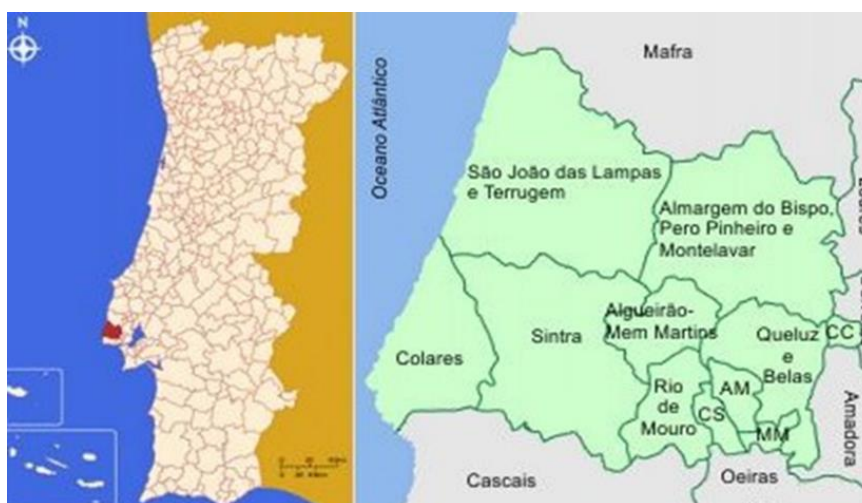 N
Oceano Atlântico
Mafra
São João das Lampas
e Terrugem
Almargem do Bispo,
Pero Pinheiro e
Montelavar
Algueirão-
Mem Martins
Sintra
Colares
Queluz
e
Belas
CC
Rio
de
Mouro
AM
CS
MM
Amadora
Cascais
Oeiras